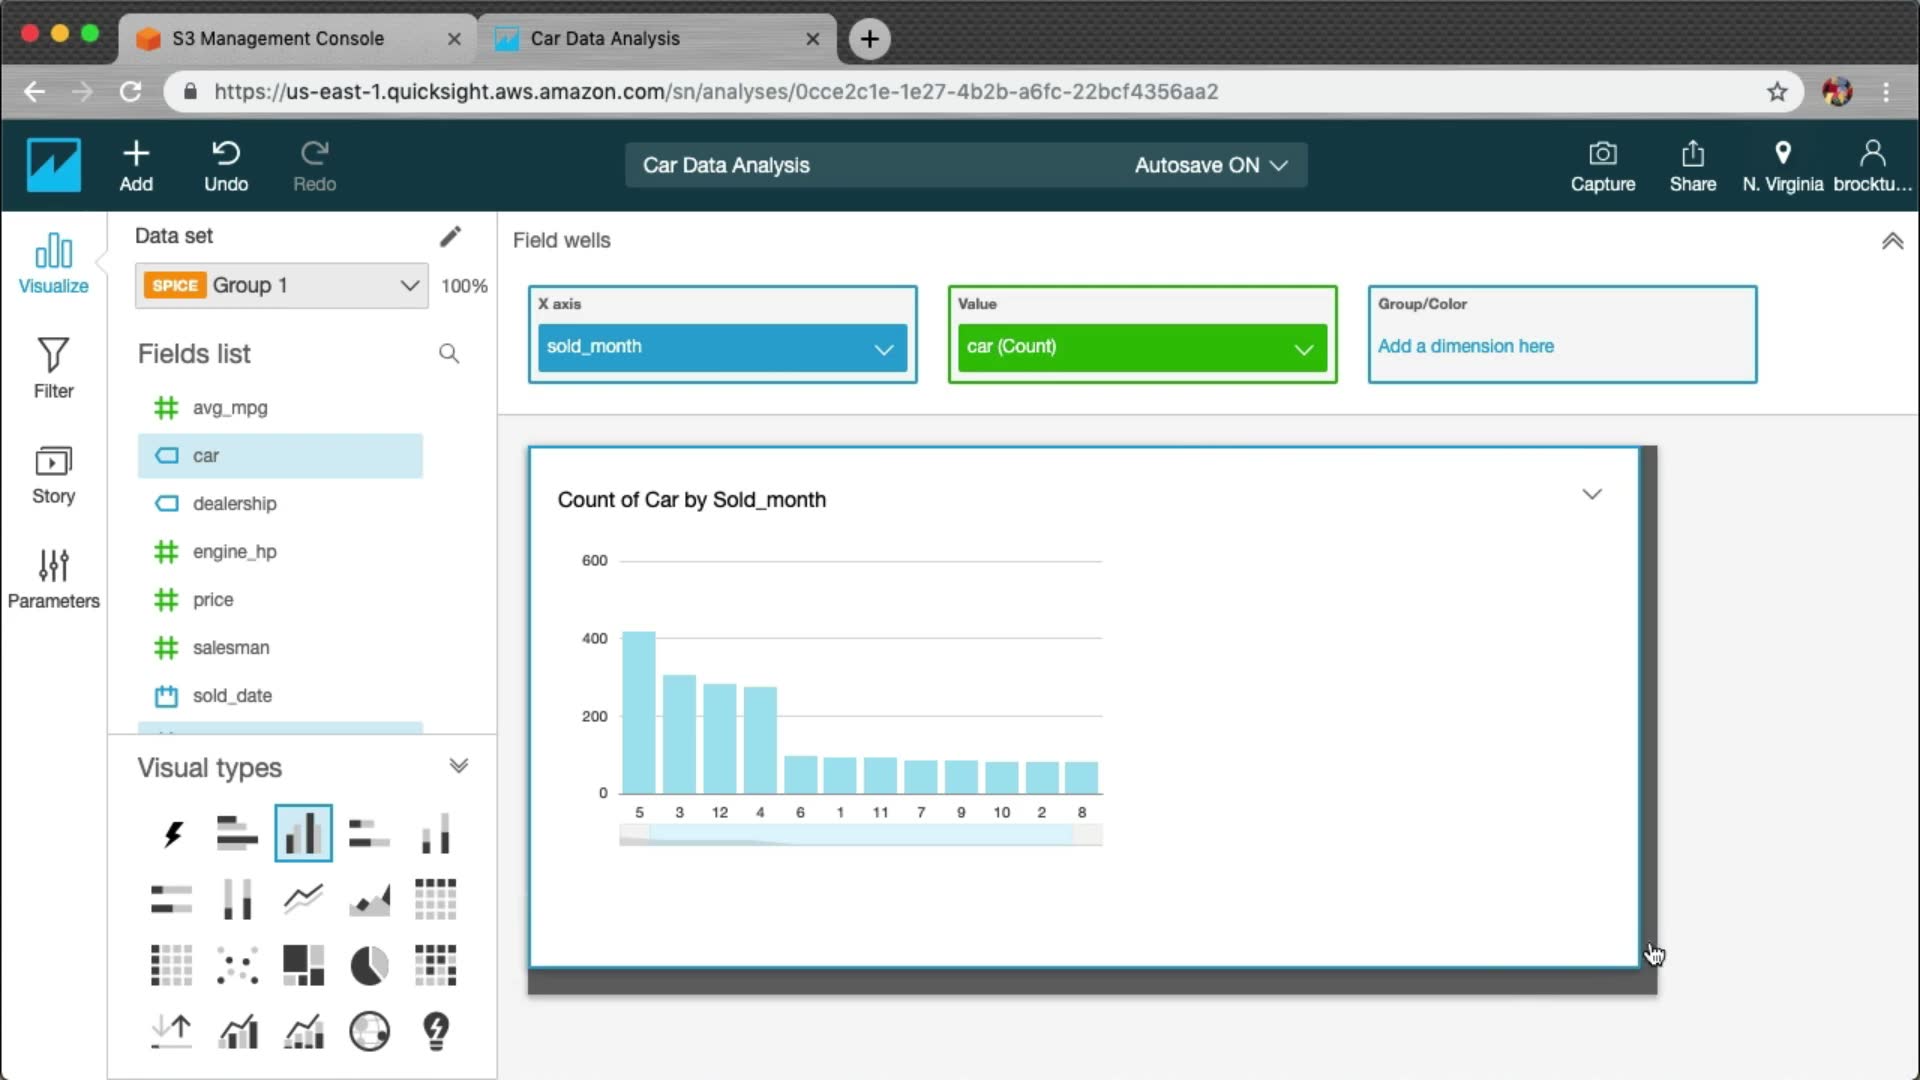 S3 Management Console
Car Data Analysis
https://us-east-1.quicksight.aws.amazon.com/sn/analyses/0cce2c1e-1e27-4b2b-a6fc-22bcf4356aa2
Add
Undo
Redo
Car Data Analysis
Autosave ON
Capture
Share
N. Virginia
brocktu...
Visualize
Filter
Story
Parameters
Data set
SPICE Group 1
100%
Fields list
avg_mpg
car
dealership
engine_hp
price
salesman
sold_date
Visual types
Field wells
X axis
sold_month
Value
car (Count)
Group/Color
Add a dimension here
Count of Car by Sold_month
600
400
200
0
5 3 12 4 6 1 11 7 9 10 2 8